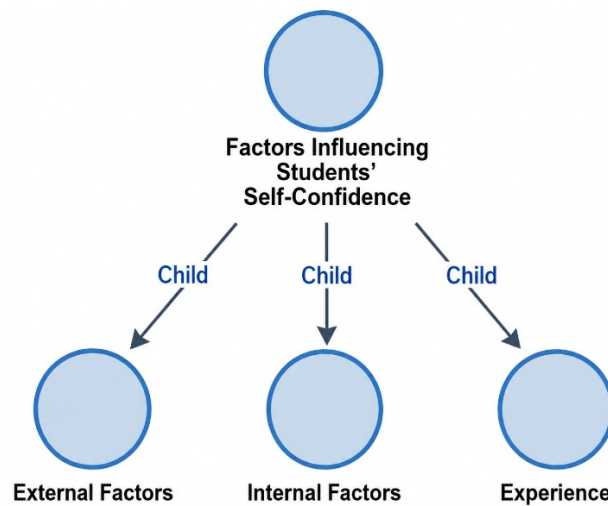 Factors Influencing
Students’
Self-Confidence
Child Child Child
External Factors Internal Factors Experience